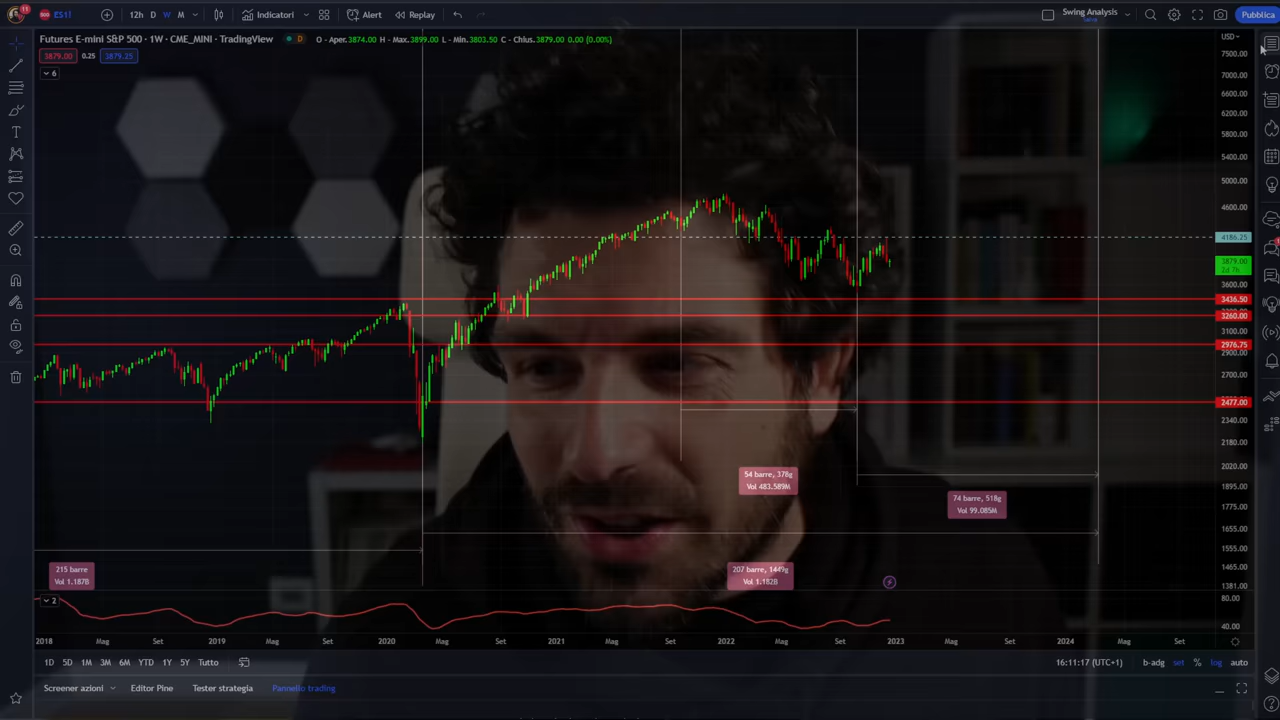 500 ES1! 12h D W M Indicatori Alert Replay Swing Analysis Salva Pubblica
Futures E-mini S&P 500 · 1W · CME_MINI · TradingView D O - Aper.3874.00 H - Max.3899.00 L - Min.3803.50 C - Chius.3879.00 0.00 (0.00%)
3879.00 0.25 3879.25
6
USD
7500.00
7000.00
6600.00
6200.00
5800.00
5400.00
5000.00
4600.00
4186.25
3879.00
2d 7h
3600.00
3436.50
3260.00
3100.00
2976.75
2900.00
2700.00
2477.00
2340.00
2180.00
2020.00
1895.00
1775.00
1655.00
1555.00
1465.00
1381.00
80.00
40.00
54 barre, 378g
Vol 483.589M
74 barre, 518g
Vol 99.085M
215 barre
Vol 1.187B
207 barre, 1449g
Vol 1.182B
2
2018 Mag Set 2019 Mag Set 2020 Mag Set 2021 Mag Set 2022 Mag Set 2023 Mag Set 2024 Mag Set
1D 5D 1M 3M 6M YTD 1Y 5Y Tutto 16:11:17 (UTC+1) b-adg set % log auto
Screener azioni Editor Pine Tester strategia Pannello trading